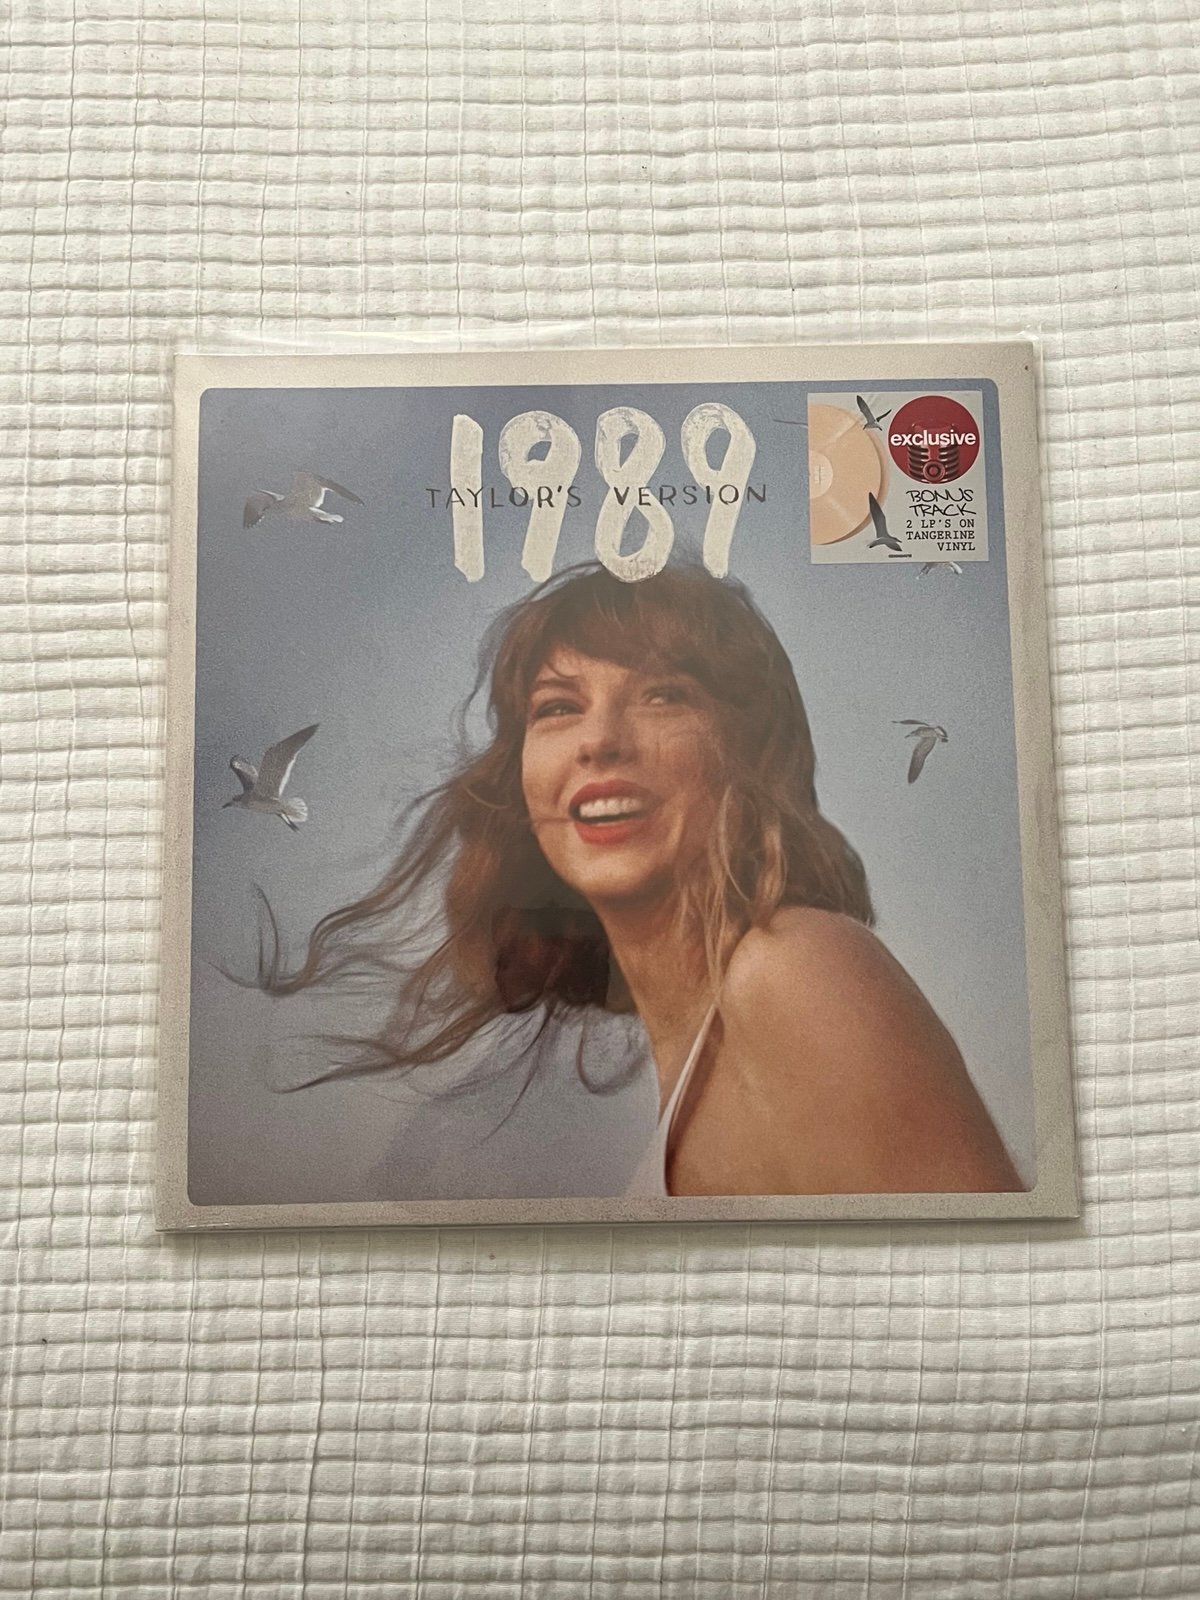 1989
TAYLOR'S VERSION
exclusive
BONUS
TRACK
2 LP'S ON
TANGERINE
VINYL